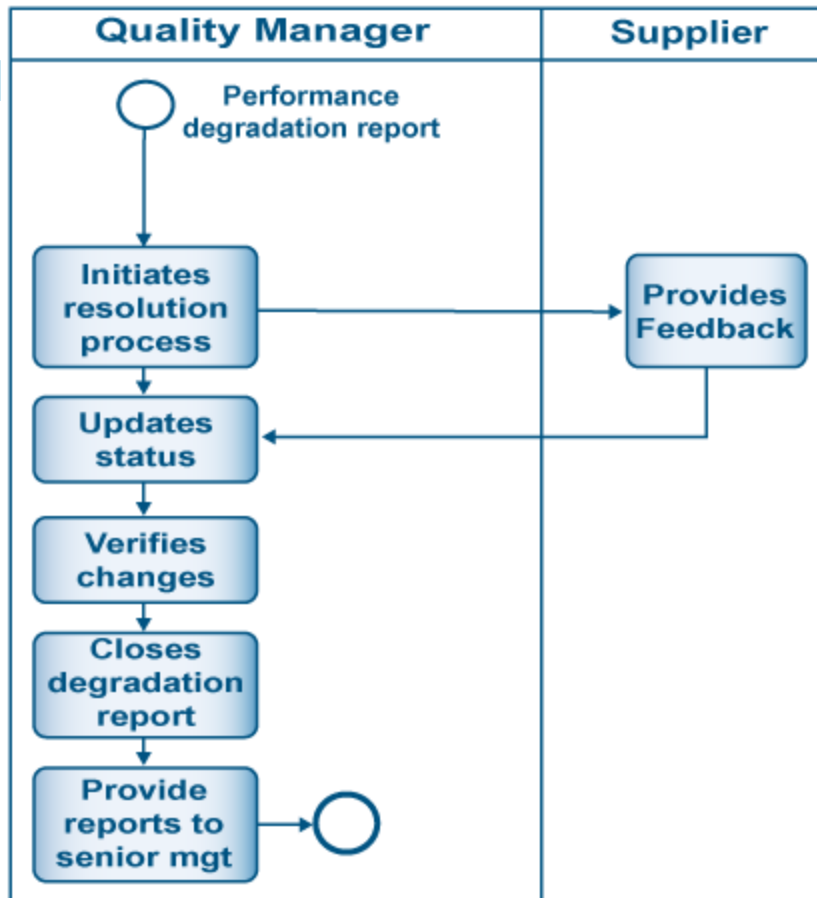 Quality Manager
Supplier
Performance
degradation report
Initiates
resolution
process
Provides
Feedback
Updates
status
Verifies
changes
Closes
degradation
report
Provide
reports to
senior mgt